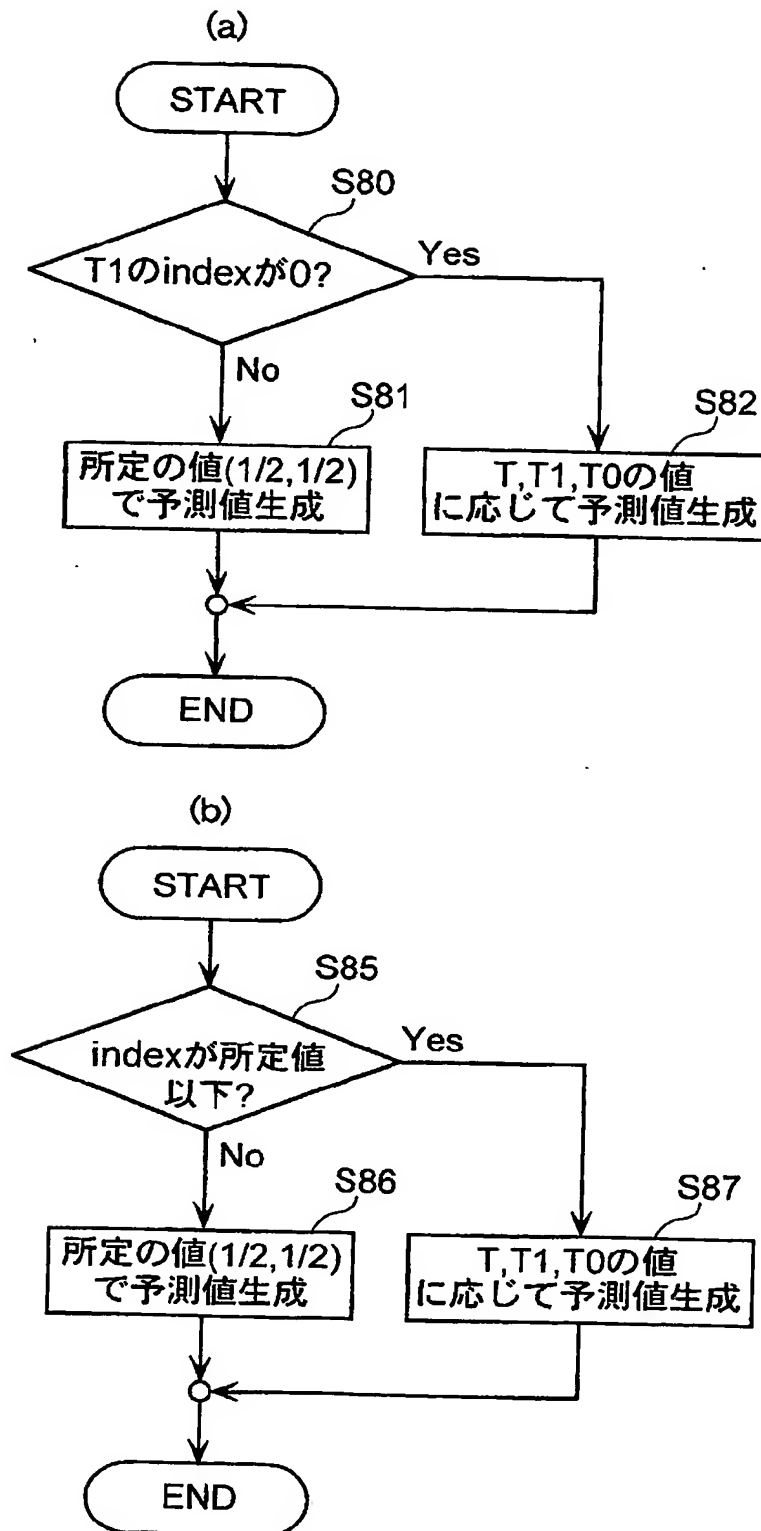 (a)
START
S80
T1のindexが0?
Yes
No
S81
S82
所定の値(1/2,1/2)
で予測値生成
T,T1,T0の値
に応じて予測値生成
END
(b)
START
S85
indexが所定値
以下?
Yes
No
S86
S87
所定の値(1/2,1/2)
で予測値生成
T,T1,T0の値
に応じて予測値生成
END